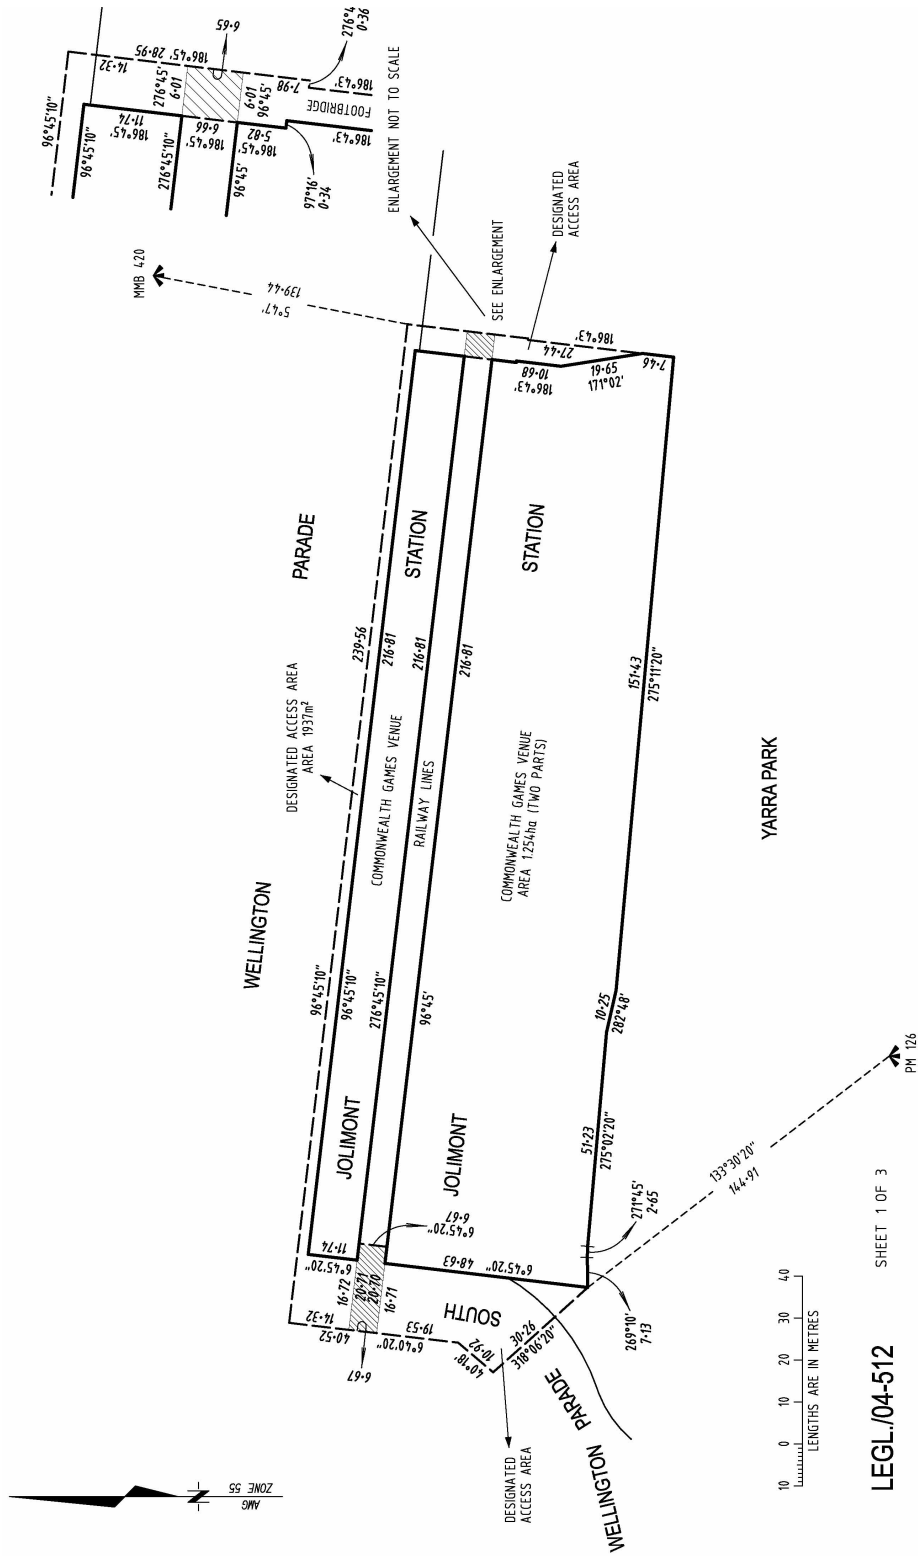 96°45'10"
14·32
186°45' 28·95
6·65
276°4
0·36
96°45'10"
11·74
186°45'
276°45'
6·01
276°45'10"
6·66
186°45'
6·01
96°45'
7·98
186°43'
FOOTBRIDGE
96°45'
5·82
186°45'
186°43'
97°16'
0·34
ENLARGEMENT NOT TO SCALE
MMB 420
139·44
5°47'
SEE ENLARGEMENT
DESIGNATED
ACCESS AREA
186°43'
27·44
10·68
186°43'
19·65
171°02'
7·46
PARADE
STATION
STATION
239·56
216·81
216·81
216·81
151·43
275°11'20"
DESIGNATED ACCESS AREA
AREA 1937m²
COMMONWEALTH GAMES VENUE
RAILWAY LINES
COMMONWEALTH GAMES VENUE
AREA 1.254ha (TWO PARTS)
YARRA PARK
WELLINGTON
96°45'10"
96°45'10"
276°45'10"
96°45'
10·25
282°48'
PM 126
JOLIMONT
JOLIMONT
51·23
275°02'20"
133°30'20"
144·91
11·74
6°45'20"
6·67
6°45'20"
271°45'
2·65
16·72
20·71
20·70
16·71
48·63
6°45'20"
14·32
40·52
SOUTH
19·53
6°40'20"
6·67
10·92
40°18'
30·26
318°06'20"
269°10'
7·13
DESIGNATED
ACCESS AREA
WELLINGTON PARADE
AMG
ZONE 55
10 0 10 20 30 40
LENGTHS ARE IN METRES
LEGL./04-512
SHEET 1 OF 3